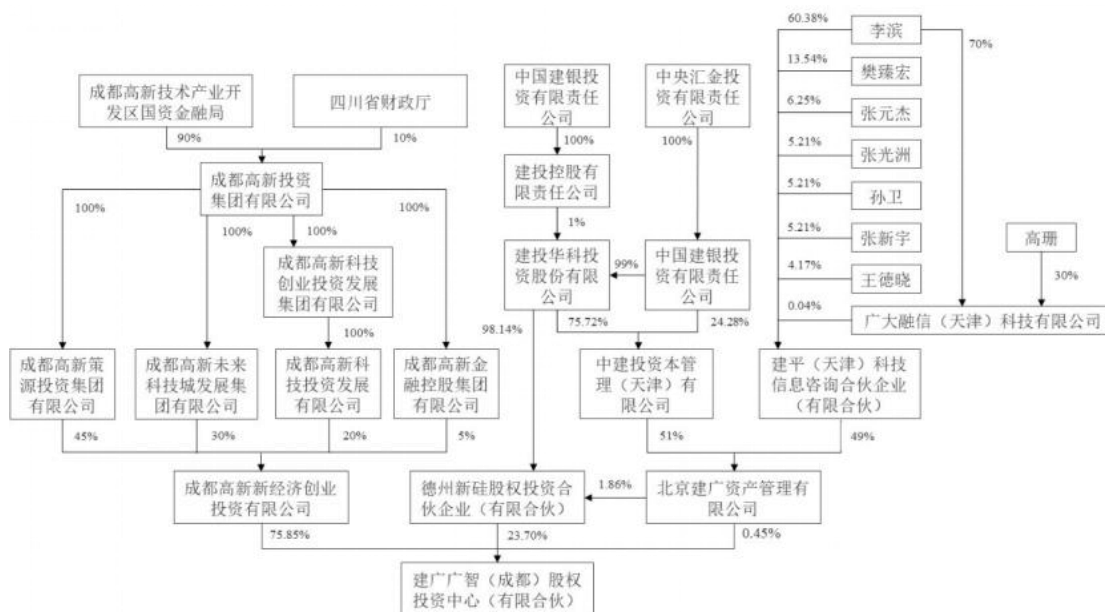 60.38%
李滨
70%
13.54%
樊臻宏
中国建银投
资有限责任
公司
中央汇金投
资有限责任
公司
成都高新技术产业开
发区国资金融局
四川省财政厅
6.25%
张元杰
90%
10%
100%
100%
5.21%
张光洲
建投控股有
限责任公司
成都高新投资
集团有限公司
5.21%
孙卫
100%
100%
100%
100%
1%
5.21%
张新宇
高珊
成都高新科技
创业投资发展
集团有限公司
建投华科投
资股份有限
公司
99%
中国建银投
资有限责任
公司
4.17%
王德晓
30%
0.04%
广大融信（天津）科技有限公司
100%
98.14%
75.72%
24.28%
成都高新策
源投资集团
有限公司
成都高新未来
科技城发展集
团有限公司
成都高新科
技投资发展
有限公司
成都高新金
融控股集团
有限公司
中建投资本管
理（天津）有
限公司
建平（天津）科技
信息咨询合伙企业
（有限合伙）
45%
30%
20%
5%
51%
49%
成都高新新经济创业
投资有限公司
德州新硅股权投资合
伙企业（有限合伙）
1.86%
北京建广资产管理有
限公司
75.85%
23.70%
0.45%
建广广智（成都）股权
投资中心（有限合伙）